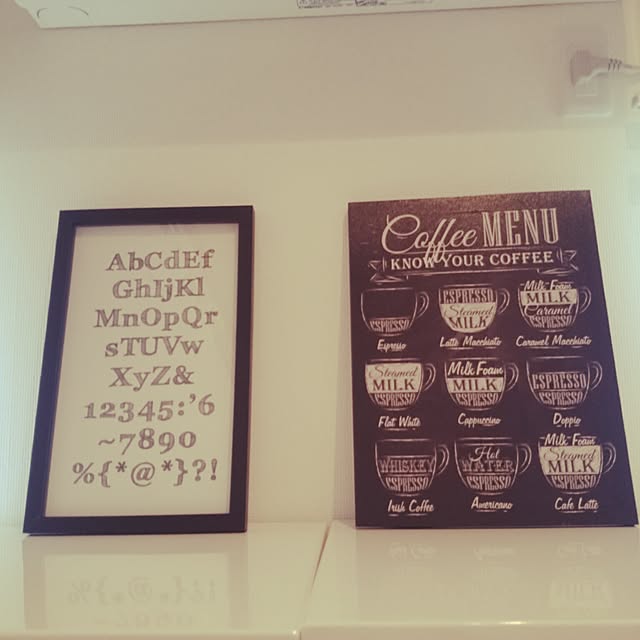 AbCdEf
GhIjKl
MnOpQr
sTUVw
XyZ&
12345:'6
~7890
%{*@*}?!
Coffee MENU
KNOW YOUR COFFEE
ESPRESSO
Espresso
ESPRESSO
Steamed
MILK
Latte Macchiato
Milk Foam
MILK
Caramel
ESPRESSO
Caramel Macchiato
Steamed
MILK
ESPRESSO
Flat White
Milk Foam
MILK
ESPRESSO
Cappuccino
ESPRESSO
ESPRESSO
Doppio
WHISKEY
ESPRESSO
Irish Coffee
Hot
WATER
ESPRESSO
Americano
Milk Foam
Steamed
MILK
ESPRESSO
Cafe Latte